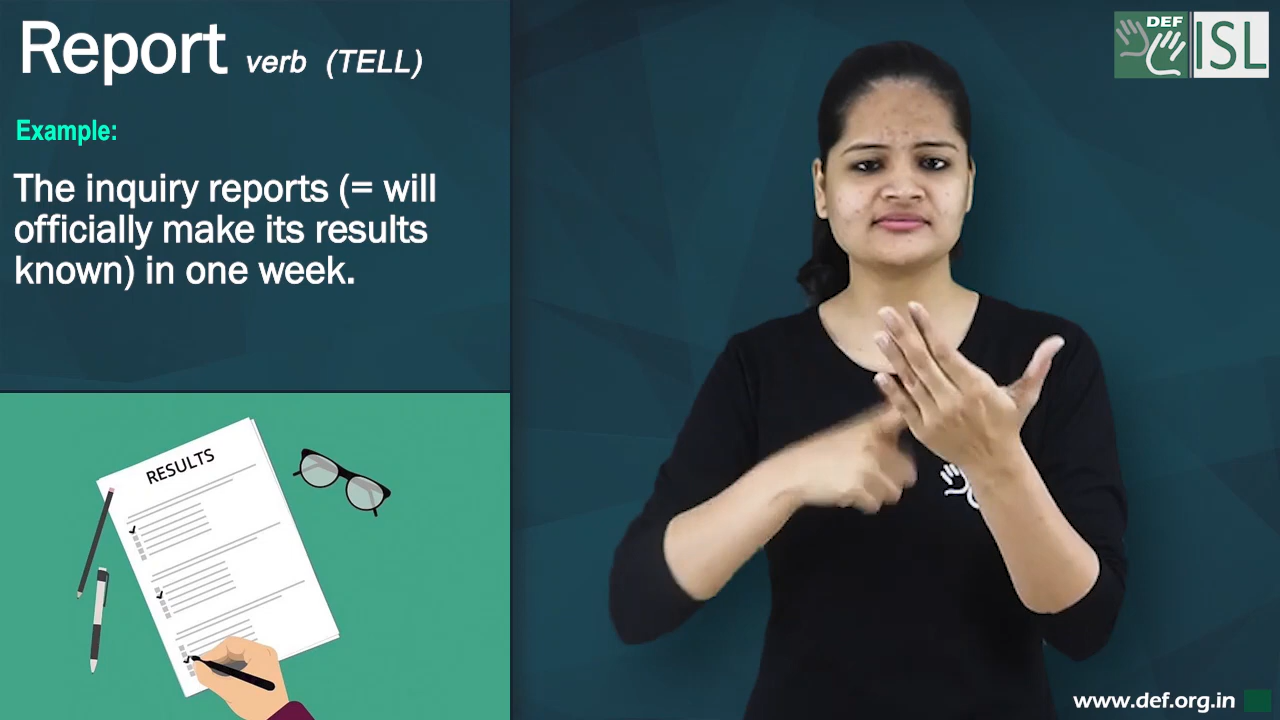 Report verb (TELL)
Example:
The inquiry reports (= will
officially make its results
known) in one week.
RESULTS
DEF
ISL
www.def.org.in